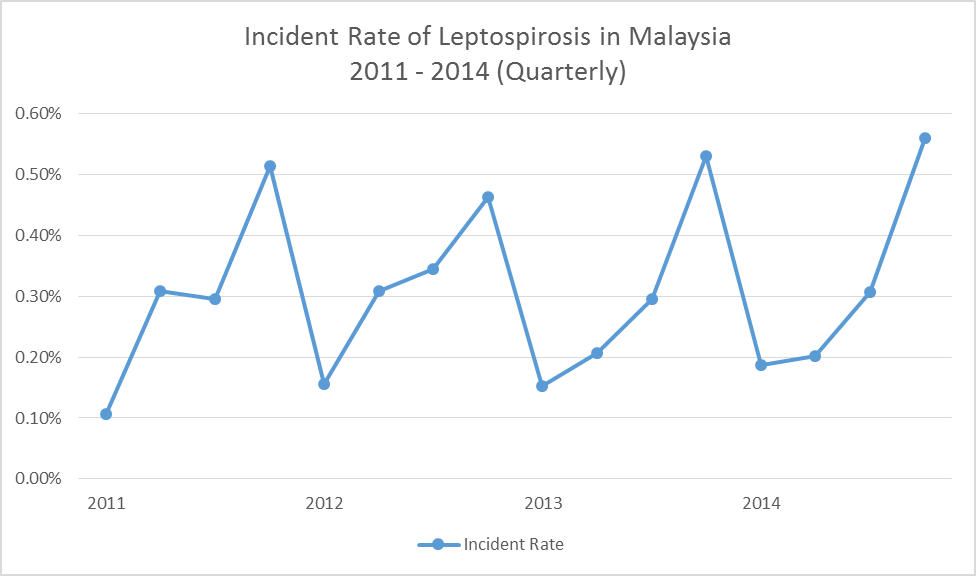 Incident Rate of Leptospirosis in Malaysia
2011 - 2014 (Quarterly)
0.60%
0.50%
0.40%
0.30%
0.20%
0.10%
0.00%
2011 2012 2013 2014
Incident Rate